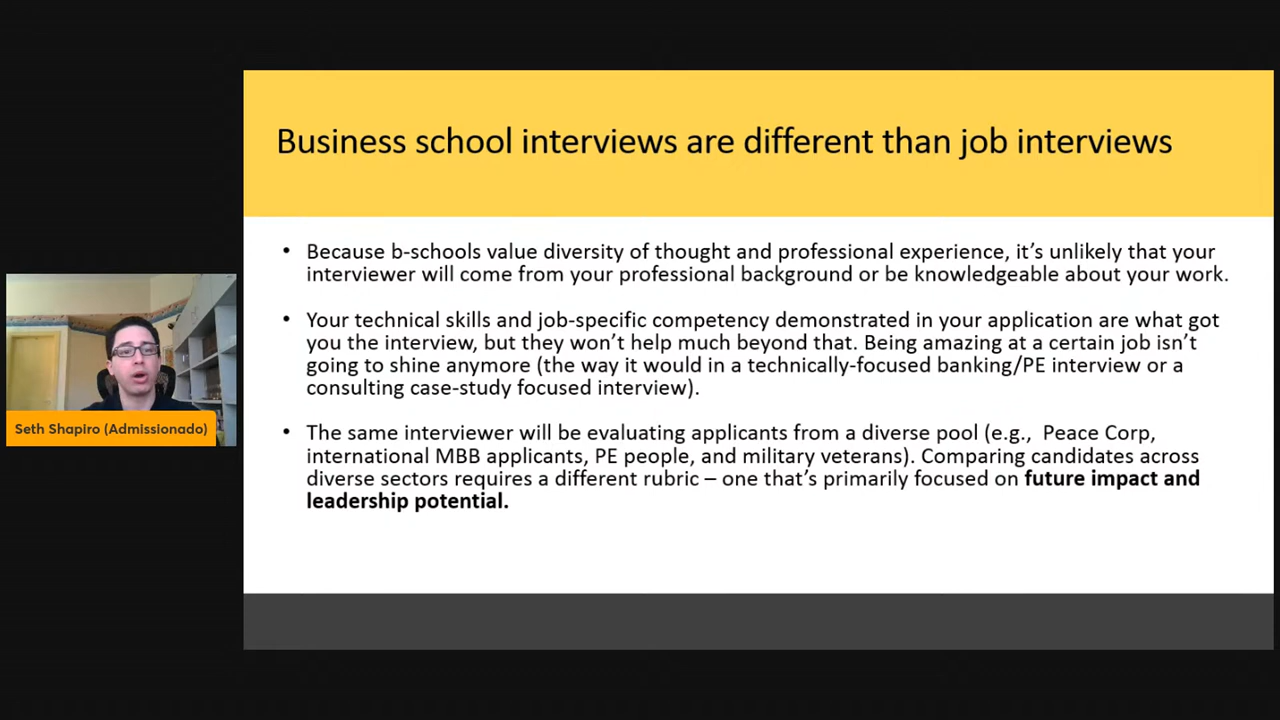 Business school interviews are different than job interviews
• Because b-schools value diversity of thought and professional experience, it's unlikely that your
interviewer will come from your professional background or be knowledgeable about your work.
• Your technical skills and job-specific competency demonstrated in your application are what got
you the interview, but they won't help much beyond that. Being amazing at a certain job isn't
going to shine anymore (the way it would in a technically-focused banking/PE interview or a
consulting case-study focused interview).
• The same interviewer will be evaluating applicants from a diverse pool (e.g.,  Peace Corp,
international MBB applicants, PE people, and military veterans). Comparing candidates across
diverse sectors requires a different rubric – one that's primarily focused on future impact and
leadership potential.
Seth Shapiro (Admissionado)